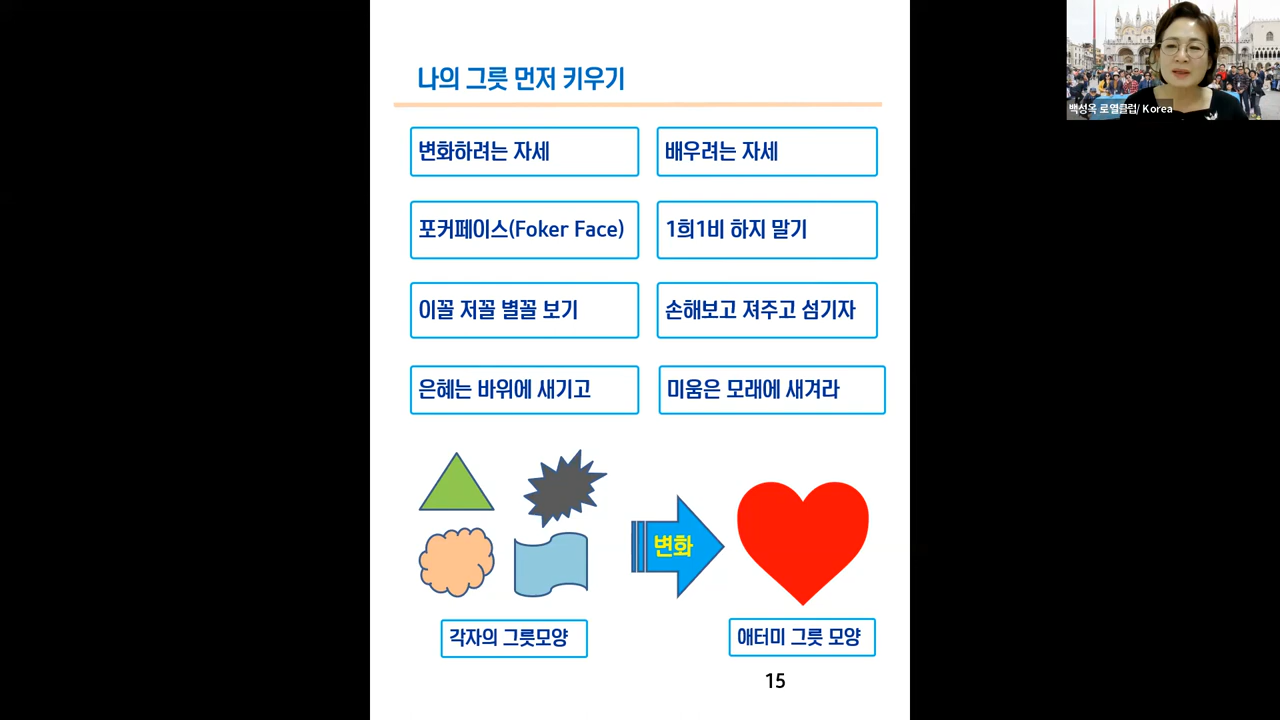 나의 그릇 먼저 키우기
백성옥 로열클럽/ Korea
변화하려는 자세
배우려는 자세
포커페이스(Foker Face)
1희1비 하지 말기
이꼴 저꼴 별꼴 보기
손해보고 져주고 섬기자
은혜는 바위에 새기고
미움은 모래에 새겨라
변화
각자의 그릇모양
애터미 그릇 모양
15